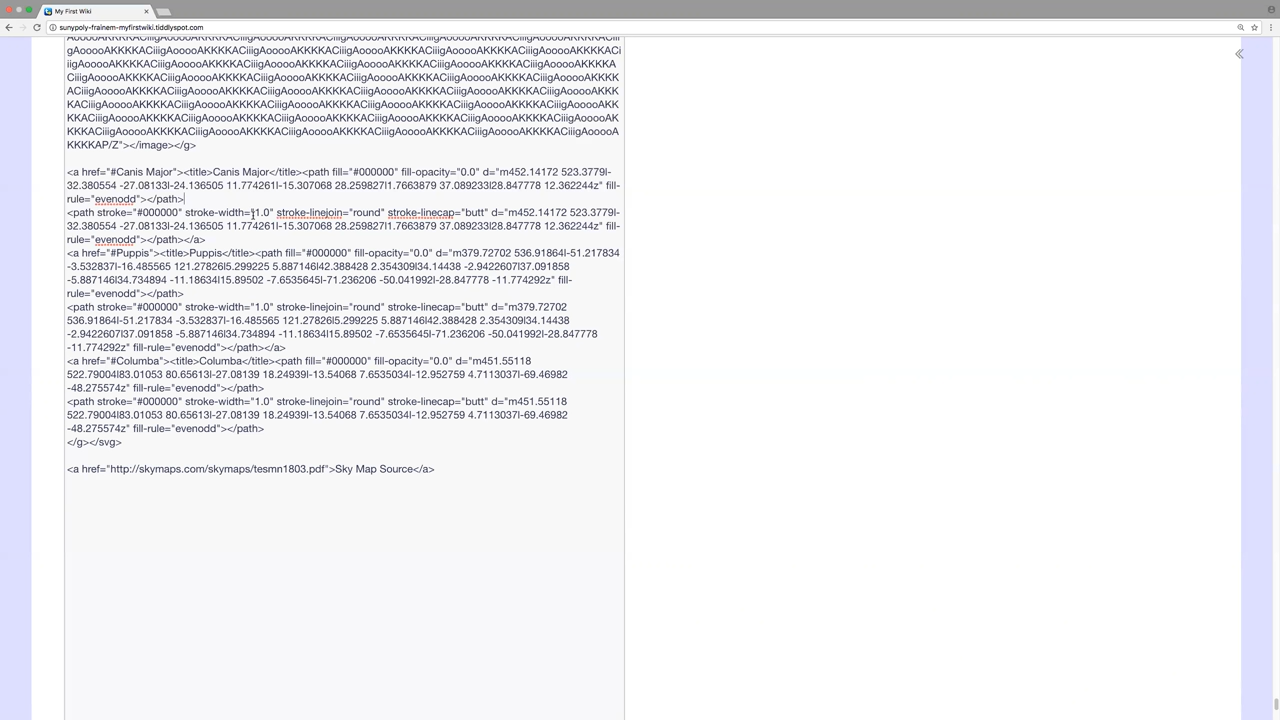 My First Wiki
sunypoly-frainem-myfirstwiki.tiddlyspot.com
gAooooAKKKKACiiigAooooAKKKKACiiigAooooAKKKKACiiigAooooAKKKKACiiigAooooAKKKKACi
iigAooooAKKKKACiiigAooooAKKKKACiiigAooooAKKKKACiiigAooooAKKKKACiiigAooooAKKKKA
CiiigAooooAKKKKACiiigAooooAKKKKACiiigAooooAKKKKACiiigAooooAKKKKACiiigAooooAKKKK
ACiiigAooooAKKKKACiiigAooooAKKKKACiiigAooooAKKKKACiiigAooooAKKKKACiiigAooooAKKK
KACiiigAooooAKKKKACiiigAooooAKKKKACiiigAooooAKKKKACiiigAooooAKKKKACiiigAooooAKK
KKACiiigAooooAKKKKACiiigAooooAKKKKACiiigAooooAKKKKACiiigAooooAKKKKACiiigAooooAK
KKKACiiigAooooAKKKKACiiigAooooAKKKKACiiigAooooAKKKKACiiigAooooAKKKKACiiigAooooA
KKKKAP/Z"></image></g>
<a href="#Canis Major"><title>Canis Major</title><path fill="#000000" fill-opacity="0.0" d="m452.14172 523.3779l-
32.380554 -27.08133l-24.136505 11.774261l-15.307068 28.259827l1.7663879 37.089233l28.847778 12.362244z" fill-
rule="evenodd"></path>
<path stroke="#000000" stroke-width="1.0" stroke-linejoin="round" stroke-linecap="butt" d="m452.14172 523.3779l-
32.380554 -27.08133l-24.136505 11.774261l-15.307068 28.259827l1.7663879 37.089233l28.847778 12.362244z" fill-
rule="evenodd"></path></a>
<a href="#Puppis"><title>Puppis</title><path fill="#000000" fill-opacity="0.0" d="m379.72702 536.91864l-51.217834
-3.532837l-16.485565 121.27826l5.299225 5.887146l42.388428 2.354309l34.14438 -2.9422607l37.091858
-5.887146l34.734894 -11.18634l15.89502 -7.6535645l-71.236206 -50.041992l-28.847778 -11.774292z" fill-
rule="evenodd"></path>
<path stroke="#000000" stroke-width="1.0" stroke-linejoin="round" stroke-linecap="butt" d="m379.72702
536.91864l-51.217834 -3.532837l-16.485565 121.27826l5.299225 5.887146l42.388428 2.354309l34.14438
-2.9422607l37.091858 -5.887146l34.734894 -11.18634l15.89502 -7.6535645l-71.236206 -50.041992l-28.847778
-11.774292z" fill-rule="evenodd"></path></a>
<a href="#Columba"><title>Columba</title><path fill="#000000" fill-opacity="0.0" d="m451.55118
522.79004l83.01053 80.65613l-27.08139 18.24939l-13.54068 7.6535034l-12.952759 4.7113037l-69.46982
-48.275574z" fill-rule="evenodd"></path>
<path stroke="#000000" stroke-width="1.0" stroke-linejoin="round" stroke-linecap="butt" d="m451.55118
522.79004l83.01053 80.65613l-27.08139 18.24939l-13.54068 7.6535034l-12.952759 4.7113037l-69.46982
-48.275574z" fill-rule="evenodd"></path>
</g></svg>
<a href="http://skymaps.com/skymaps/tesmn1803.pdf">Sky Map Source</a>